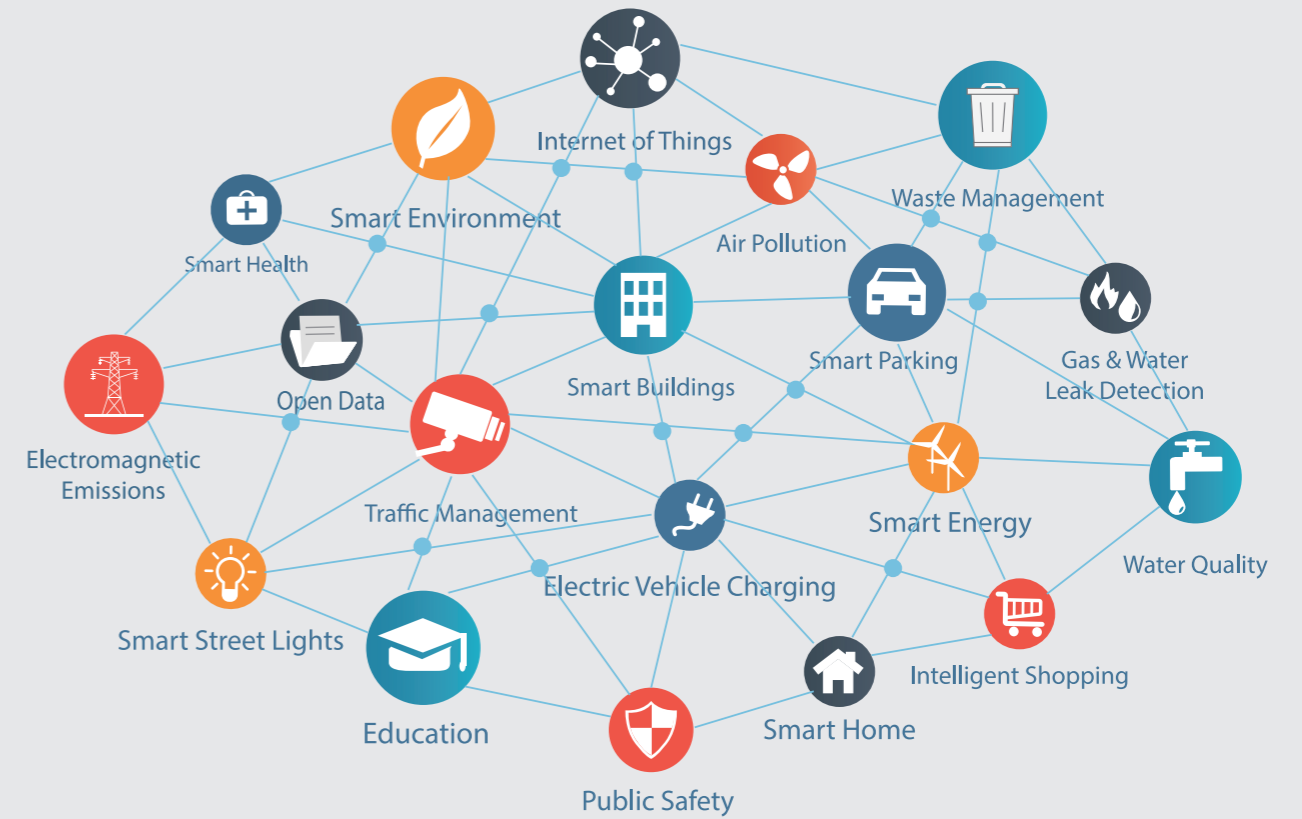 Internet of Things
Waste Management
Smart Environment
Air Pollution
Smart Health
Smart Parking
Gas & Water
Leak Detection
Smart Buildings
Open Data
Electromagnetic
Emissions
Traffic Management
Smart Energy
Water Quality
Electric Vehicle Charging
Smart Street Lights
Intelligent Shopping
Education
Smart Home
Public Safety